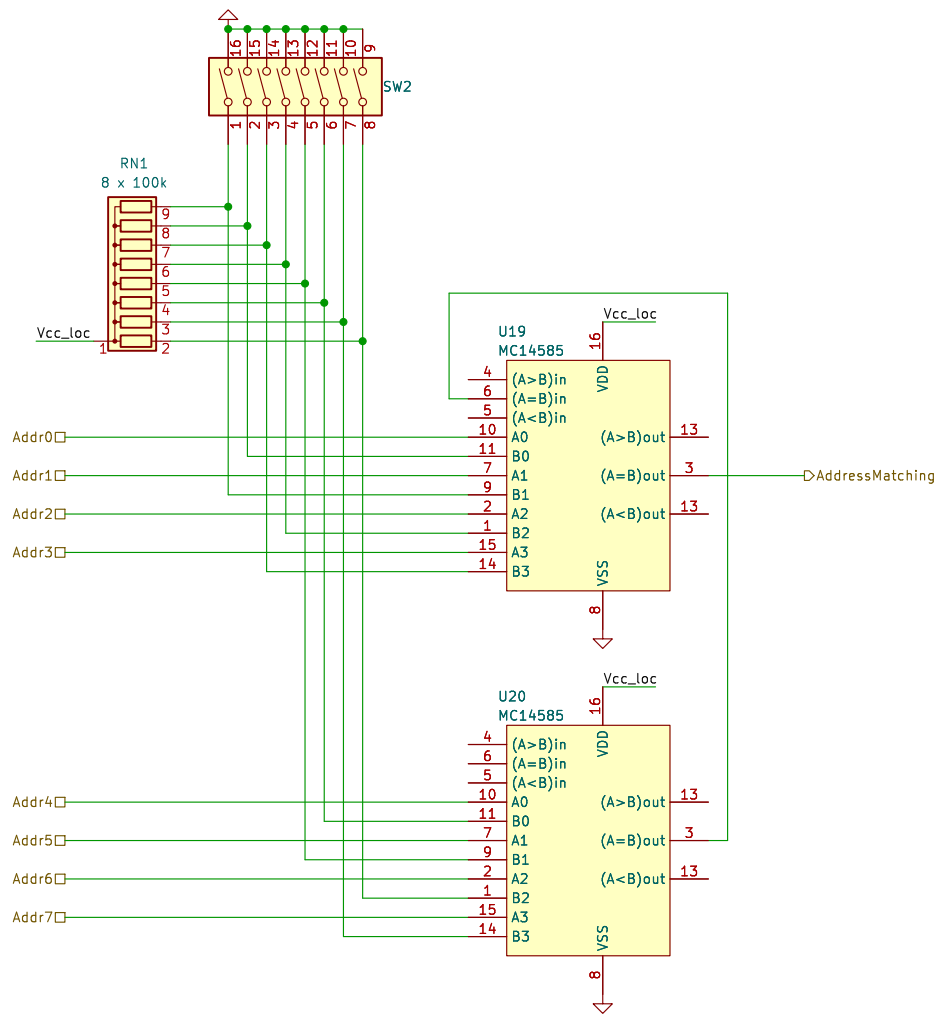 16 15 14 13 12 11 10 9
SW2
1 2 3 4 5 6 7 8
RN1
8 x 100k
9
8
7
6
5
4
3
Vcc_loc
1 2
Vcc_loc
U19
MC14585
16
VDD
4 (A>B)in
6 (A=B)in
5 (A<B)in
Addr0 10 A0 (A>B)out 13
11 B0
Addr1 7 A1 (A=B)out 3 AddressMatching
9 B1
Addr2 2 A2 (A<B)out 13
1 B2
Addr3 15 A3
14 B3
VSS
8
Vcc_loc
U20
MC14585
16
VDD
4 (A>B)in
6 (A=B)in
5 (A<B)in
Addr4 10 A0 (A>B)out 13
11 B0
Addr5 7 A1 (A=B)out 3
9 B1
Addr6 2 A2 (A<B)out 13
1 B2
Addr7 15 A3
14 B3
VSS
8